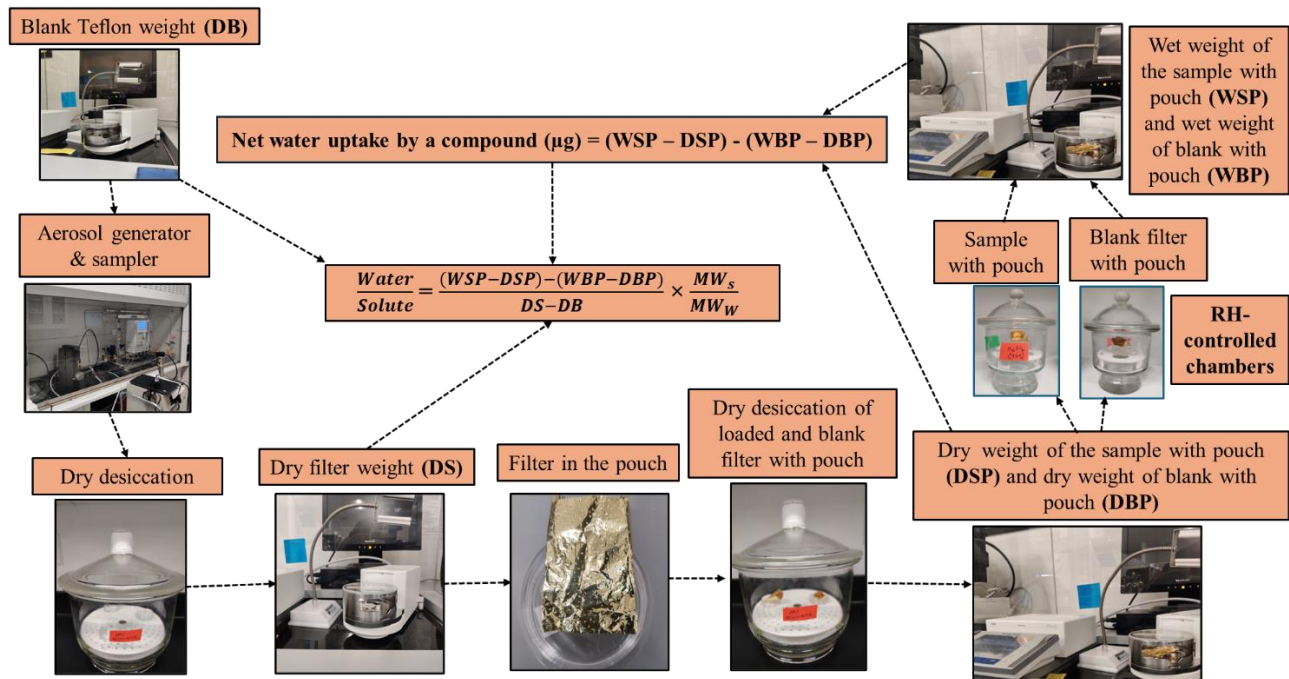 Blank Teflon weight (DB)
Wet weight of
the sample with
pouch (WSP)
and wet weight
of blank with
pouch (WBP)
Net water uptake by a compound (μg) = (WSP – DSP) - (WBP – DBP)
Aerosol generator
& sampler
Sample
with pouch
Blank filter
with pouch
Water/Solute = (WSP−DSP)−(WBP−DBP)/DS−DB × MWs/MWW
RH-
controlled
chambers
Dry desiccation
Dry filter weight (DS)
Filter in the pouch
Dry desiccation of
loaded and blank
filter with pouch
Dry weight of the sample with pouch
(DSP) and dry weight of blank with
pouch (DBP)